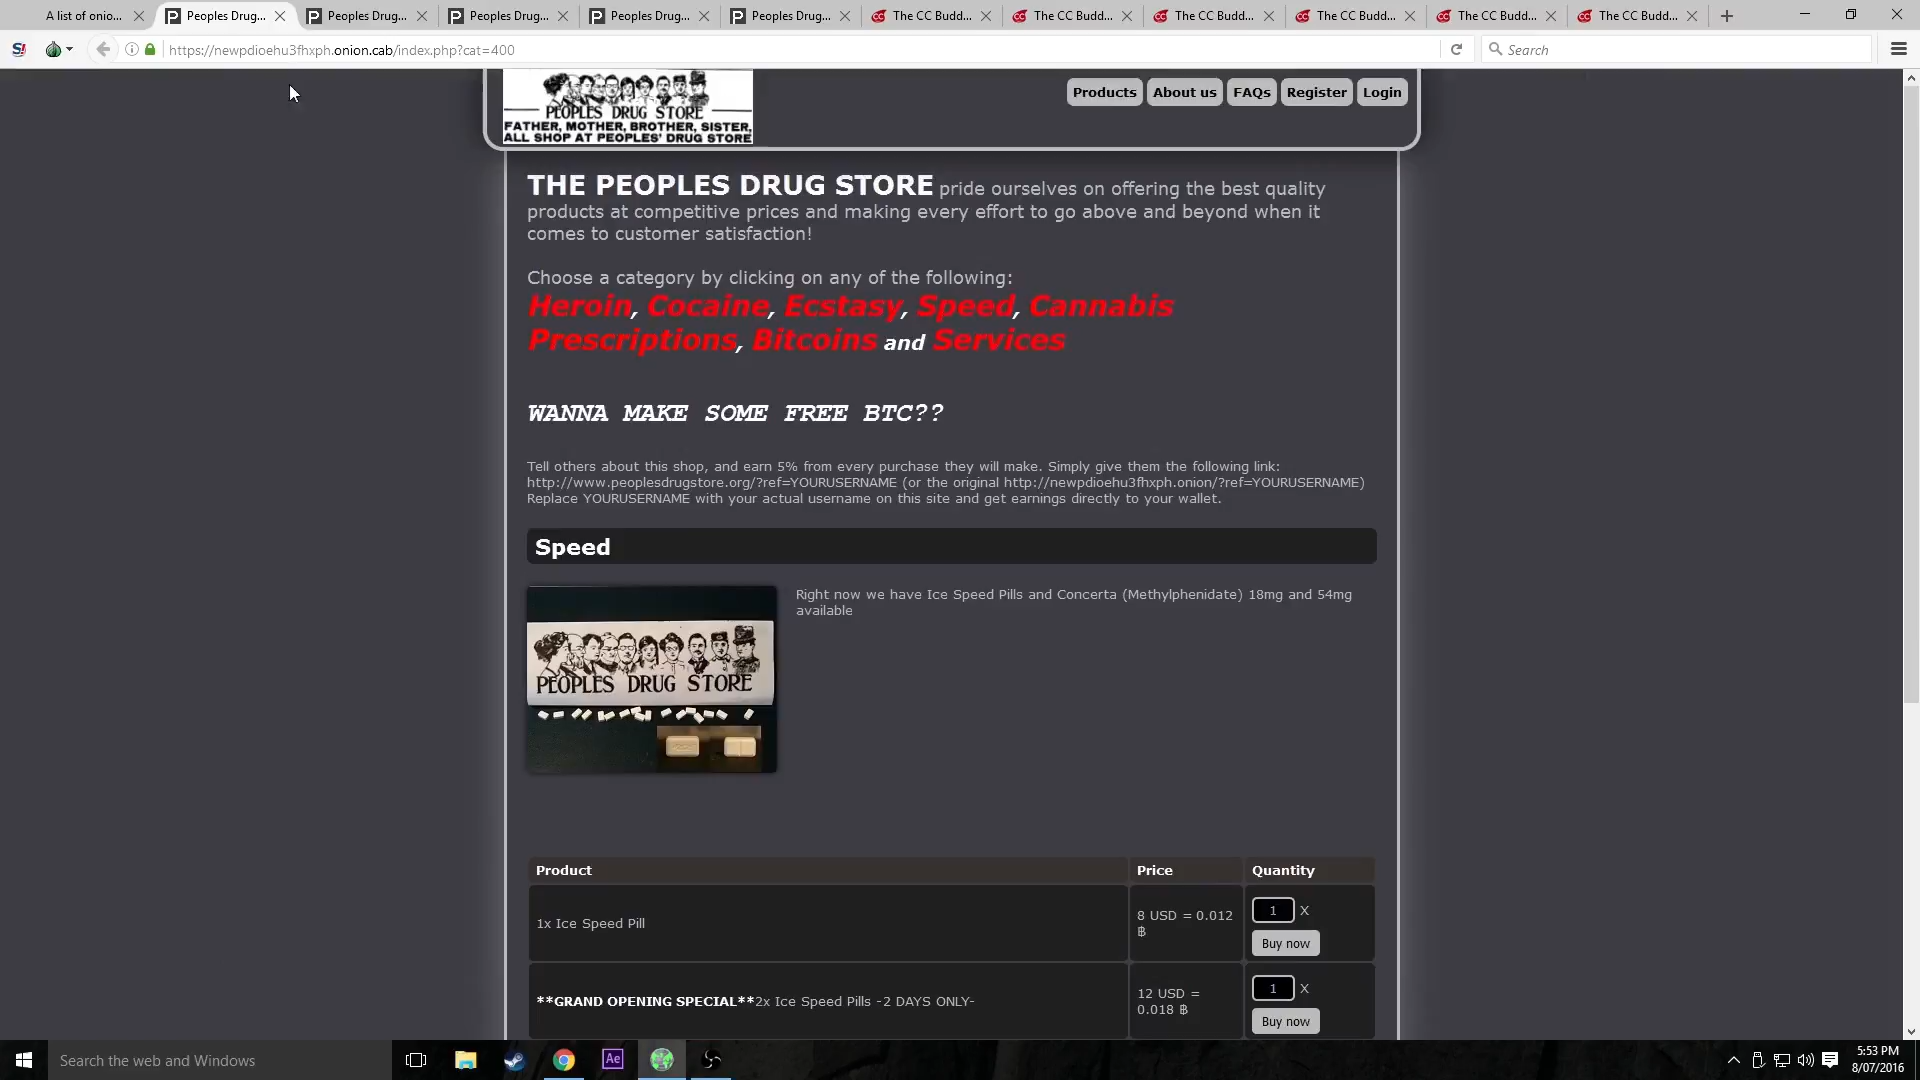 A list of onio...
Peoples Drug...
Peoples Drug...
Peoples Drug...
Peoples Drug...
Peoples Drug...
The CC Budd...
The CC Budd...
The CC Budd...
The CC Budd...
The CC Budd...
The CC Budd...
https://newpdioehu3fhxph.onion.cab/index.php?cat=400
Search
PEOPLES DRUG STORE
FATHER, MOTHER, BROTHER, SISTER,
ALL SHOP AT PEOPLES' DRUG STORE
Products
About us
FAQs
Register
Login
THE PEOPLES DRUG STORE pride ourselves on offering the best quality
products at competitive prices and making every effort to go above and beyond when it
comes to customer satisfaction!
Choose a category by clicking on any of the following:
Heroin, Cocaine, Ecstasy, Speed, Cannabis
Prescriptions, Bitcoins and Services
WANNA MAKE SOME FREE BTC??
Tell others about this shop, and earn 5% from every purchase they will make. Simply give them the following link:
http://www.peoplesdrugstore.org/?ref=YOURUSERNAME (or the original http://newpdioehu3fhxph.onion/?ref=YOURUSERNAME)
Replace YOURUSERNAME with your actual username on this site and get earnings directly to your wallet.
Speed
PEOPLES DRUG STORE
Right now we have Ice Speed Pills and Concerta (Methylphenidate) 18mg and 54mg
available
Product
Price
Quantity
1x Ice Speed Pill
8 USD = 0.012
฿
1 X
Buy now
**GRAND OPENING SPECIAL**2x Ice Speed Pills -2 DAYS ONLY-
12 USD =
0.018 ฿
1 X
Buy now
Search the web and Windows
Ae
5:53 PM
8/07/2016